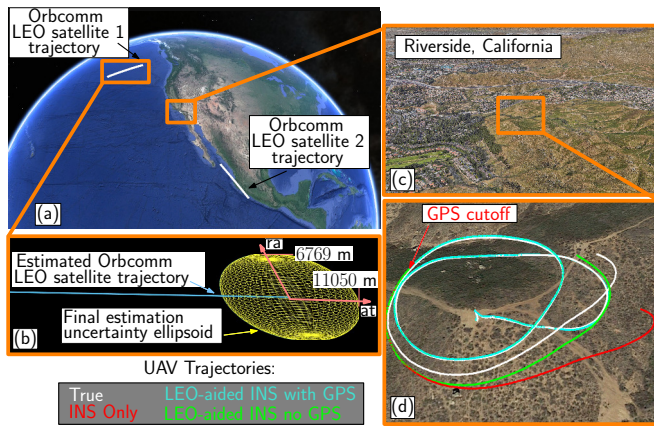 Orbcomm
LEO satellite 1
trajectory
Orbcomm
LEO satellite 2
trajectory
(a)
Riverside, California
(c)
ra
6769 m
11050 m
at
Estimated Orbcomm
LEO satellite trajectory
Final estimation
uncertainty ellipsoid
(b)
GPS cutoff
(d)
UAV Trajectories:
True LEO-aided INS with GPS
INS Only LEO-aided INS no GPS